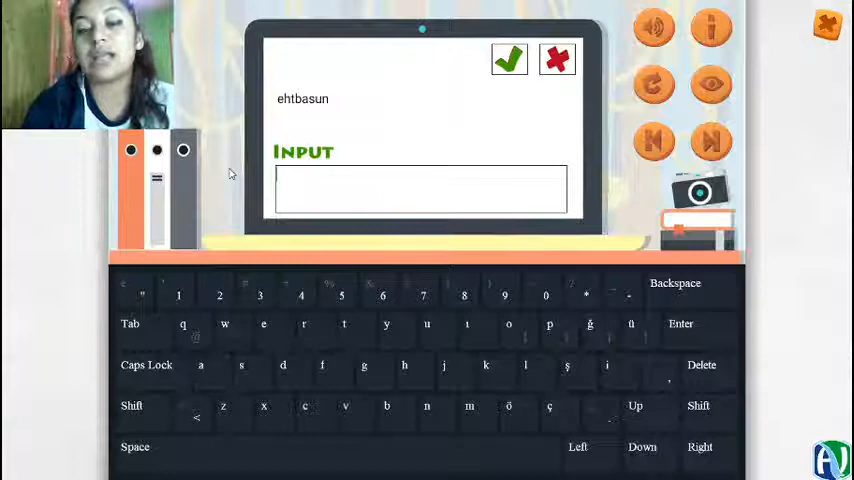 ehtbasun
INPUT
" 1 2 3 4 5 6 7 8 9 0 * - Backspace
Tab q w e r t y u ı o p ğ ü Enter
Caps Lock a s d f g h j k l ş i , Delete
Shift < z x c v b n m ö ç . Up Shift
Space Left Down Right